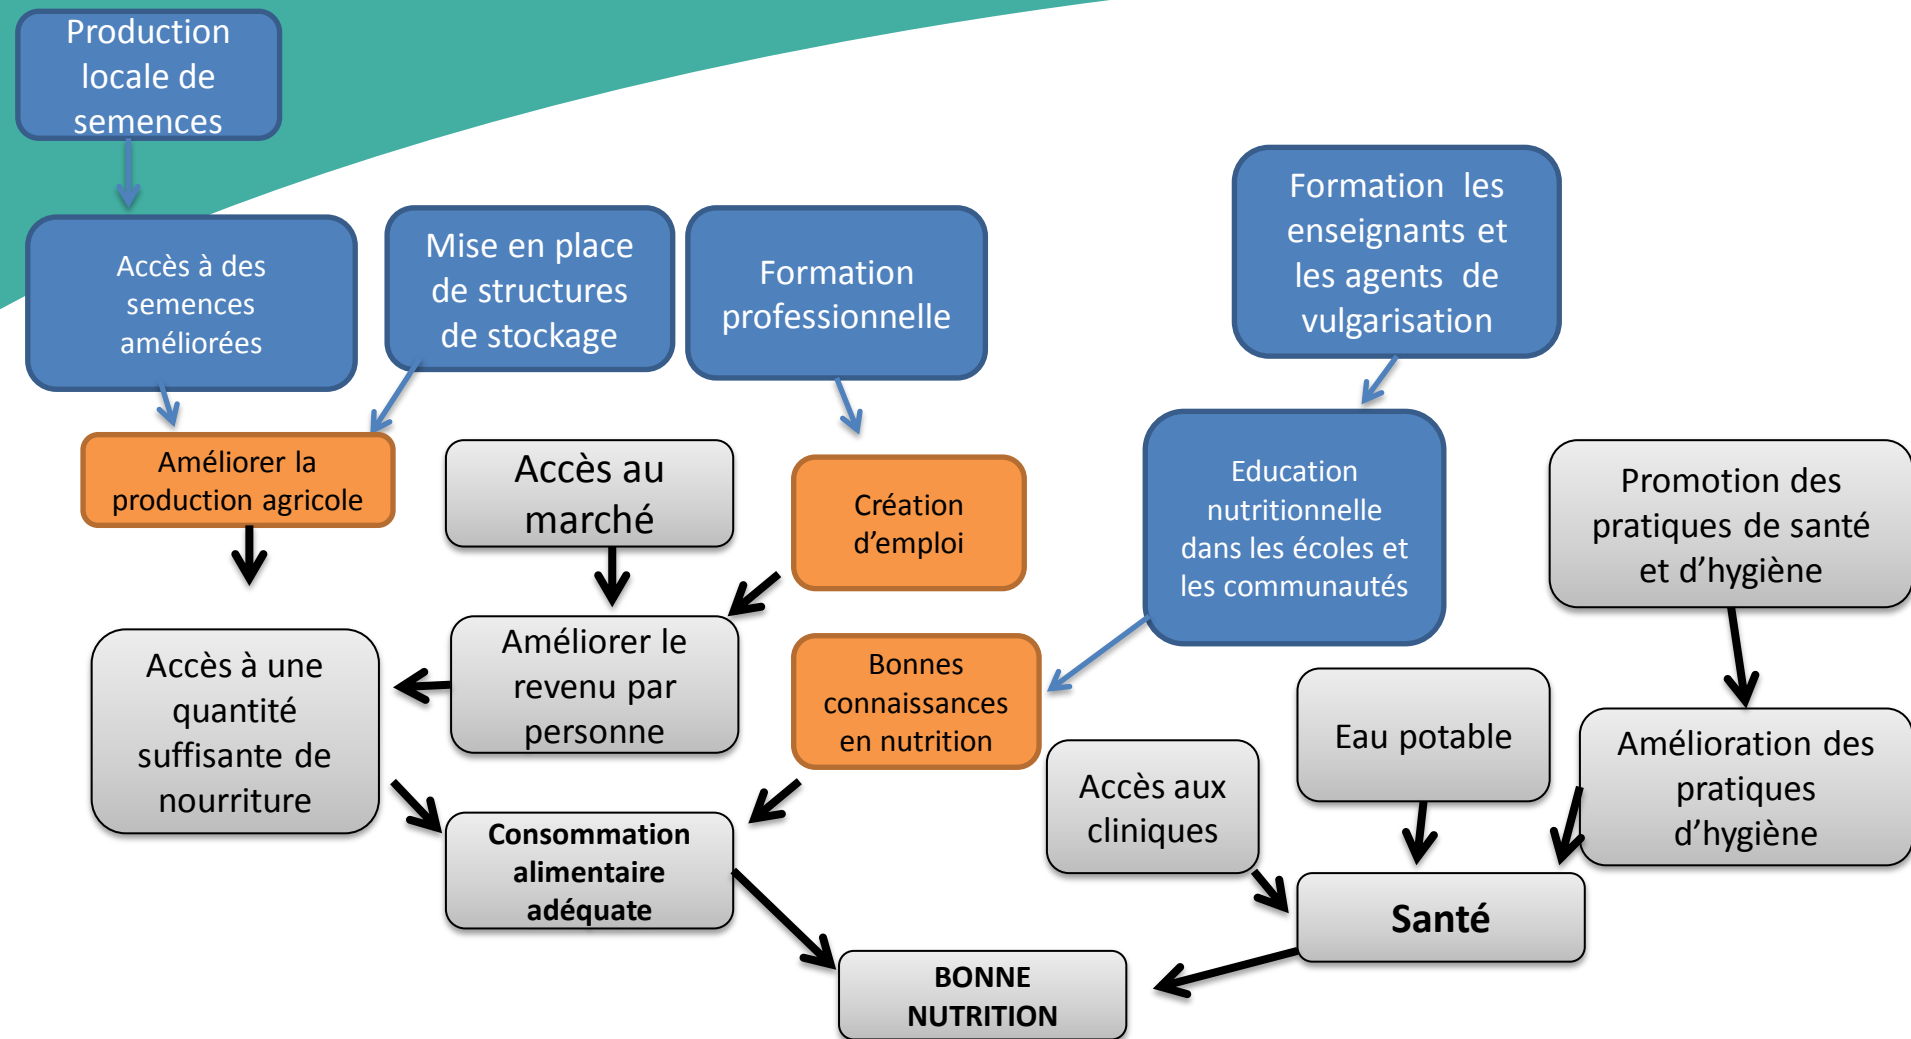 Production
locale de
semences
Accès à des
semences
améliorées
Mise en place
de structures
de stockage
Formation
professionnelle
Formation les
enseignants et
les agents de
vulgarisation
Améliorer la
production agricole
Accès au
marché
Création
d’emploi
Education
nutritionnelle
dans les écoles et
les communautés
Promotion des
pratiques de santé
et d’hygiène
Accès à une
quantité
suffisante de
nourriture
Améliorer le
revenu par
personne
Bonnes
connaissances
en nutrition
Accès aux
cliniques
Eau potable
Amélioration des
pratiques
d’hygiène
Consommation
alimentaire
adéquate
Santé
BONNE
NUTRITION